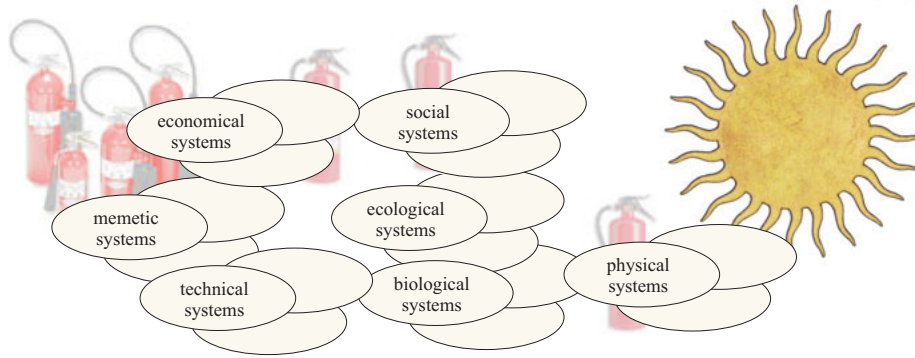 economical
systems
social
systems
memetic
systems
ecological
systems
technical
systems
biological
systems
physical
systems